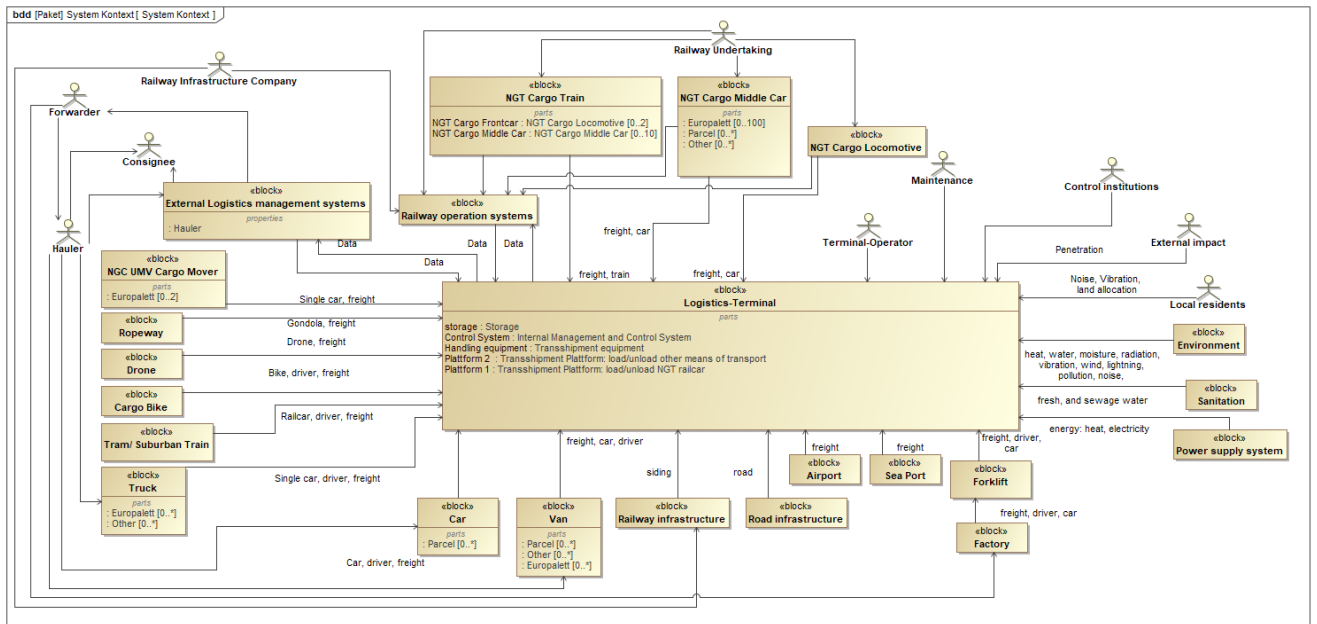 bdd [Paket] System Kontext [ System Kontext ]
Railway Undertaking
Railway Infrastructure Company
Forwarder
Consignee
Hauler
«block»
NGT Cargo Train
parts
NGT Cargo Frontcar : NGT Cargo Locomotive [0..2]
NGT Cargo Middle Car : NGT Cargo Middle Car [0..10]
«block»
NGT Cargo Middle Car
parts
: Europalett [0..100]
: Parcel [0..*]
: Other [0..*]
«block»
NGT Cargo Locomotive
«block»
External Logistics management systems
properties
: Hauler
«block»
Railway operation systems
Maintenance
Control institutions
Terminal-Operator
External impact
Local residents
Data
Data
Data
Data
freight, train
freight, car
freight, car
Penetration
Noise, Vibration,
land allocation
«block»
NGC UMV Cargo Mover
parts
: Europalett [0..2]
Single car, freight
«block»
Ropeway
Gondola, freight
«block»
Drone
Drone, freight
«block»
Cargo Bike
Bike, driver, freight
«block»
Tram/ Suburban Train
Railcar, driver, freight
«block»
Truck
parts
: Europalett [0..*]
: Other [0..*]
Single car, driver, freight
«block»
Logistics-Terminal
parts
storage : Storage
Control System : Internal Management and Control System
Handling equipment : Transshipment equipment
Plattform 2  : Transshipment Plattform: load/unload other means of transport
Plattform 1 : Transshipment Plattform: load/unload NGT railcar
«block»
Environment
heat, water, moisture, radiation,
vibration, wind, lightning,
pollution, noise,
«block»
Sanitation
fresh, and sewage water
«block»
Power supply system
energy: heat, electricity
«block»
Car
parts
: Parcel [0..*]
Car, driver, freight
«block»
Van
parts
: Parcel [0..*]
: Other [0..*]
: Europalett [0..*]
freight, car, driver
«block»
Railway infrastructure
siding
«block»
Road infrastructure
road
«block»
Airport
freight
«block»
Sea Port
freight
«block»
Forklift
freight, driver,
car
«block»
Factory
freight, driver, car